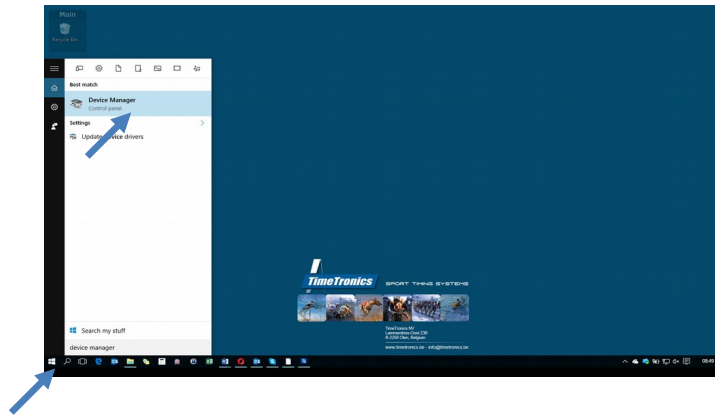 Main
Recycle Bin
Best match
Device Manager
Control panel
Settings
Update device drivers
Search my stuff
device manager
TimeTronics
SPORT TIMING SYSTEMS
TimeTronics NV
Lammerdries-Oost 23B
B-2250 Olen, Belgium
www.timetronics.be - info@timetronics.be
08:49